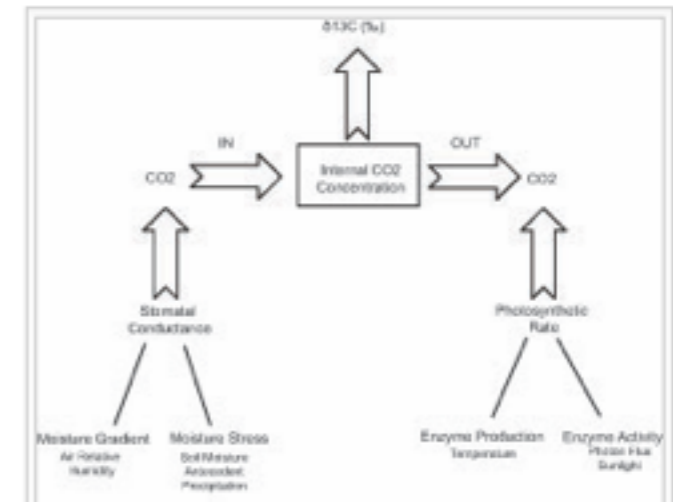 δ13C (‰)
IN
OUT
CO2
Internal CO2
Concentration
CO2
Stomatal
Conductance
Photosynthetic
Rate
Moisture Gradient
Air Relative
Humidity
Moisture Stress
Soil Moisture
Antecedent
Precipitation
Enzyme Production
Temperature
Enzyme Activity
Photon Flux
Sunlight